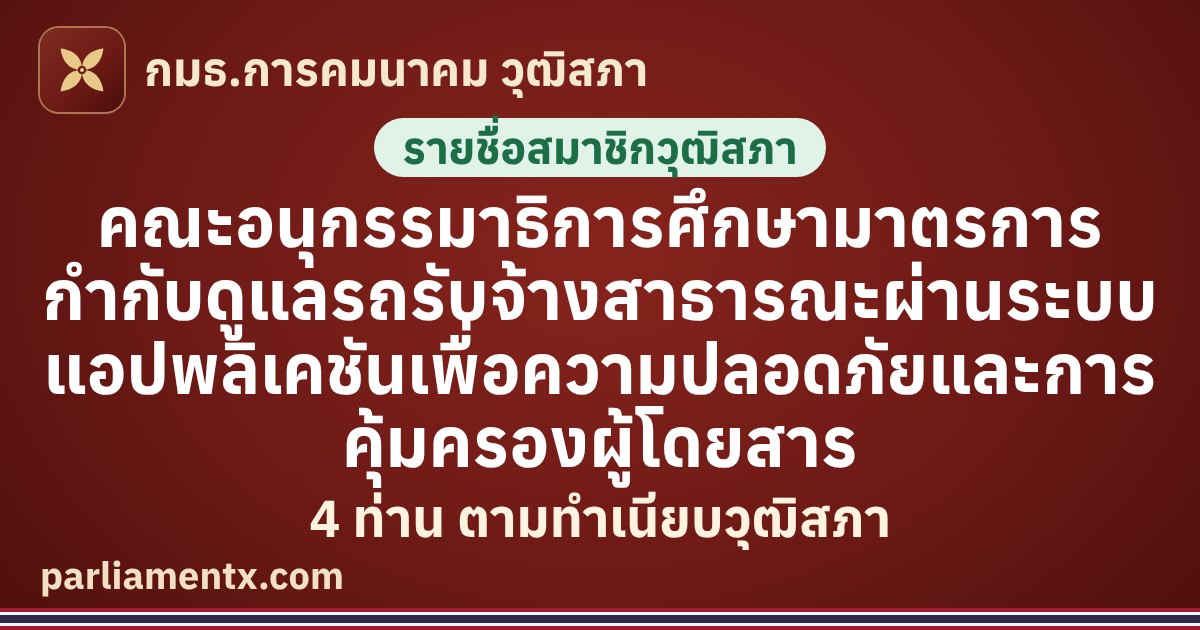 กมธ.การคมนาคม วุฒิสภา
รายชื่อสมาชิกวุฒิสภา
คณะอนุกรรมาธิการศึกษามาตรการ
กำกับดูแลรถรับจ้างสาธารณะผ่านระบบ
แอปพลิเคชันเพื่อความปลอดภัยและการ
คุ้มครองผู้โดยสาร
4 ท่าน ตามทำเนียบวุฒิสภา
parliamentx.com